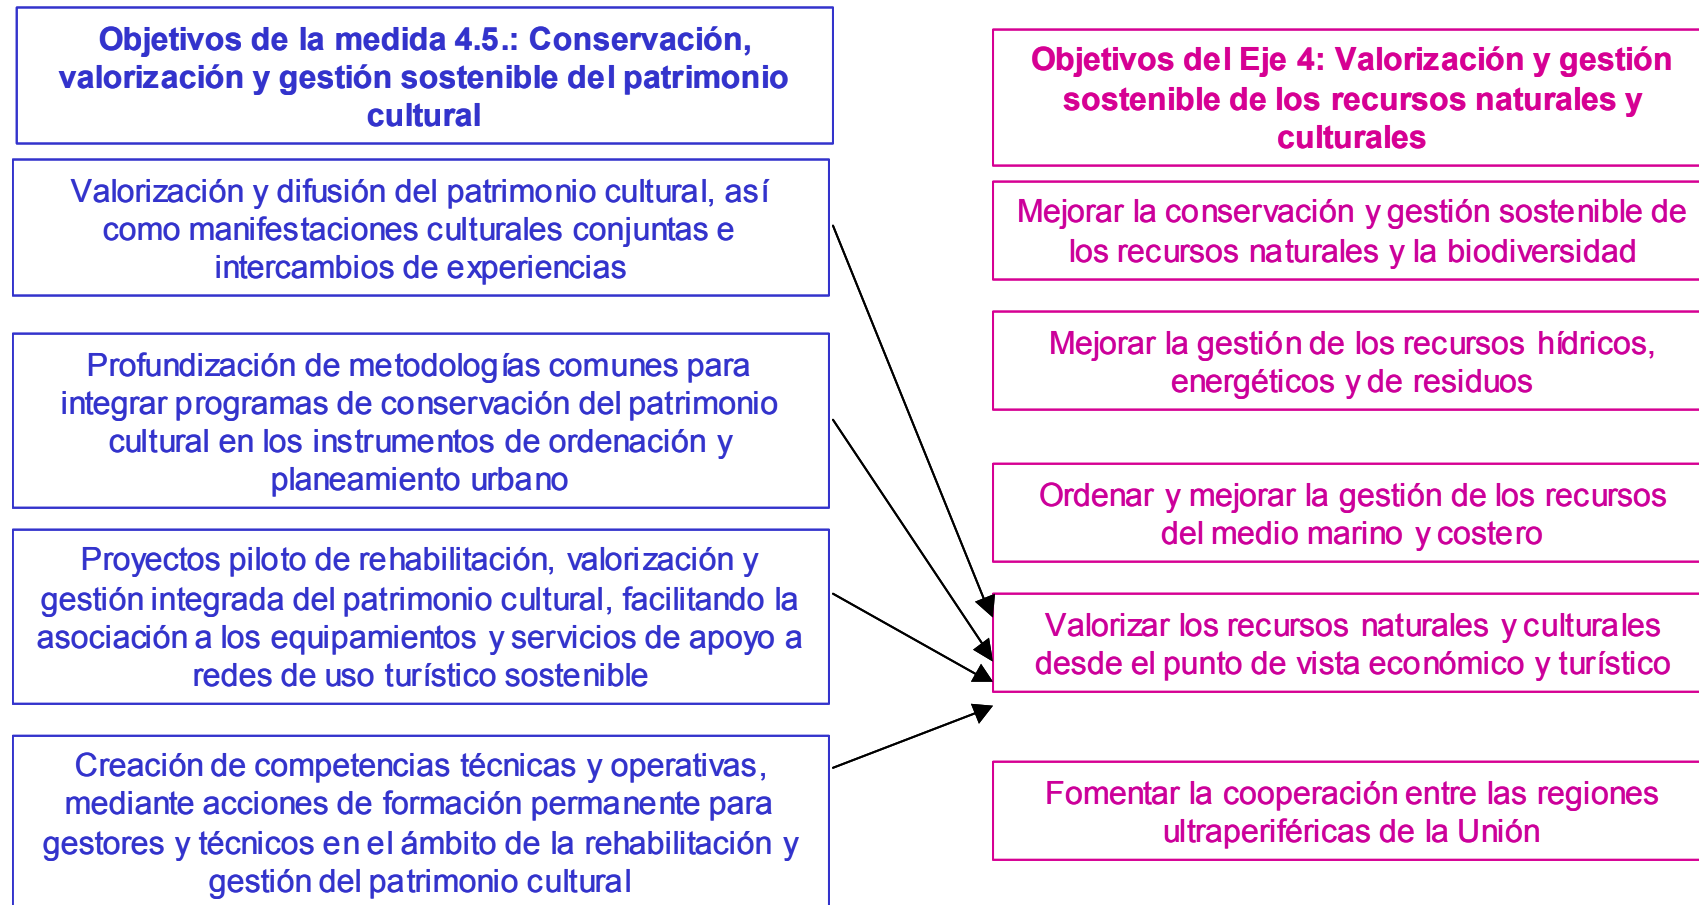 Objetivos de la medida 4.5.: Conservación,
valorización y gestión sostenible del patrimonio
cultural
Valorización y difusión del patrimonio cultural, así
como manifestaciones culturales conjuntas e
intercambios de experiencias
Profundización de metodologías comunes para
integrar programas de conservación del patrimonio
cultural en los instrumentos de ordenación y
planeamiento urbano
Proyectos piloto de rehabilitación, valorización y
gestión integrada del patrimonio cultural, facilitando la
asociación a los equipamientos y servicios de apoyo a
redes de uso turístico sostenible
Creación de competencias técnicas y operativas,
mediante acciones de formación permanente para
gestores y técnicos en el ámbito de la rehabilitación y
gestión del patrimonio cultural
Objetivos del Eje 4: Valorización y gestión
sostenible de los recursos naturales y
culturales
Mejorar la conservación y gestión sostenible de
los recursos naturales y la biodiversidad
Mejorar la gestión de los recursos hídricos,
energéticos y de residuos
Ordenar y mejorar la gestión de los recursos
del medio marino y costero
Valorizar los recursos naturales y culturales
desde el punto de vista económico y turístico
Fomentar la cooperación entre las regiones
ultraperiféricas de la Unión